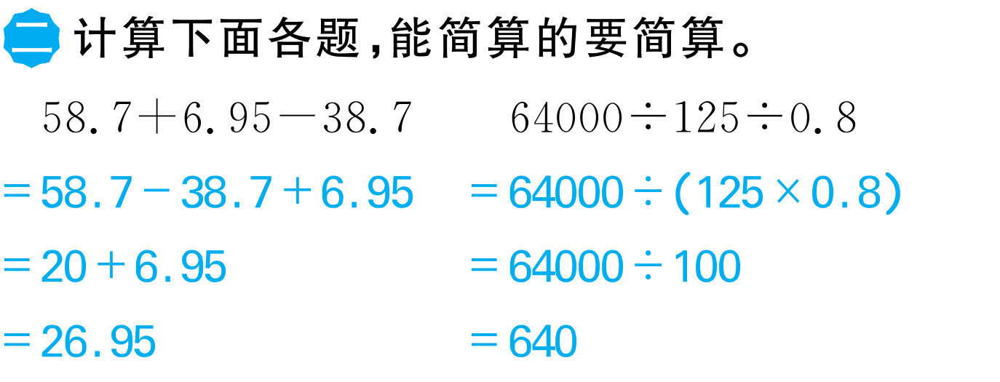 二 计算下面各题,能简算的要简算。
58.7+6.95-38.7 64000÷125÷0.8
=58.7-38.7+6.95 =64000÷(125×0.8)
=20+6.95 =64000÷100
=26.95 =640